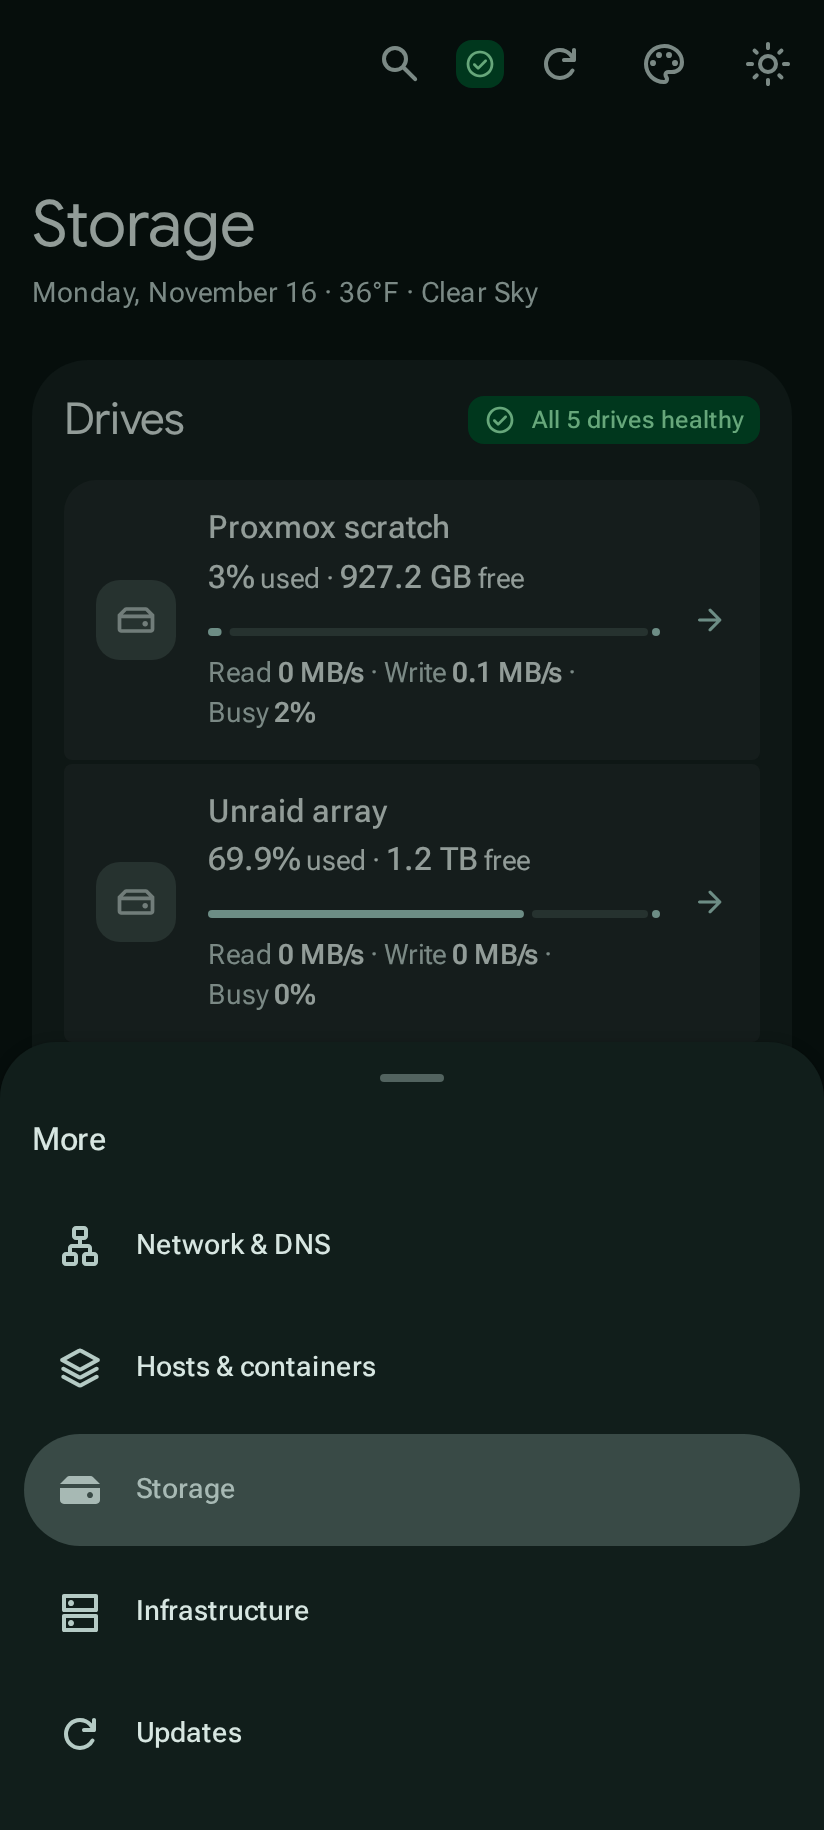 Storage
Monday, November 16 · 36°F · Clear Sky
Drives
All 5 drives healthy
Proxmox scratch
3% used · 927.2 GB free
Read 0 MB/s · Write 0.1 MB/s ·
Busy 2%
Unraid array
69.9% used · 1.2 TB free
Read 0 MB/s · Write 0 MB/s ·
Busy 0%
More
Network & DNS
Hosts & containers
Storage
Infrastructure
Updates